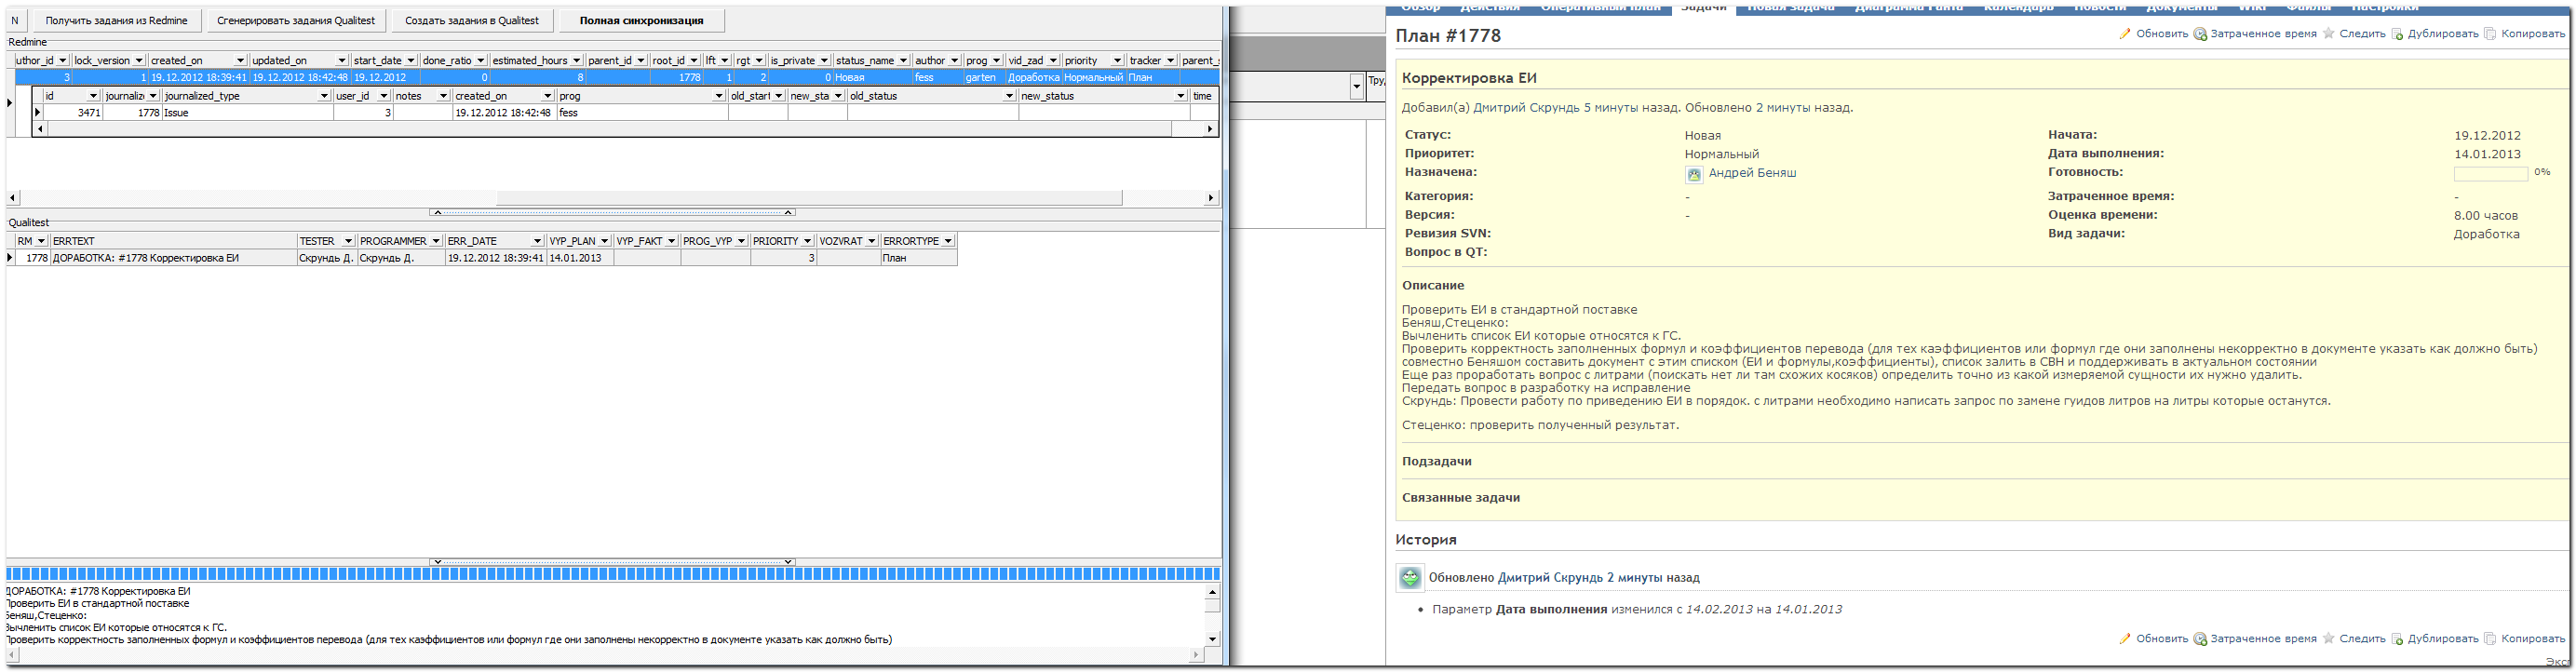 N Получить задания из Redmine Сгенерировать задания Qualitest Создать задания в Qualitest Полная синхронизация
Redmine
uthor_id lock_version created_on updated_on start_date done_ratio estimated_hours parent_id root_id lft rgt is_private status_name author prog vid_zad priority tracker parent_s
3 1 19.12.2012 18:39:41 19.12.2012 18:42:48 19.12.2012 0 8 1778 1 2 0 Новая fess garten Доработка Нормальный План
id journaliz journalized_type user_id notes created_on prog old_start new_sta old_status new_status time
3471 1778 Issue 3 19.12.2012 18:42:48 fess
Qualitest
RM ERRTEXT TESTER PROGRAMMER ERR_DATE VYP_PLAN VYP_FAKT PROG_VYP PRIORITY VOZVRAT ERRORTYPE
1778 ДОРАБОТКА: #1778 Корректировка ЕИ Скрундь Д. Скрундь Д. 19.12.2012 18:39:41 14.01.2013 3 План
ДОРАБОТКА: #1778 Корректировка ЕИ
Проверить ЕИ в стандартной поставке
Беняш,Стеценко:
Вычленить список ЕИ которые относятся к ГС.
Проверить корректность заполненных формул и коэффициентов перевода (для тех каэффициентов или формул где они заполнены некорректно в документе указать как должно быть)
Тру
Обзор Действия Оперативный план Задачи Новая задача Диаграмма Ганта Календарь Новости Документы Wiki Файлы Настройки
План #1778
Обновить Затраченное время Следить Дублировать Копировать
Корректировка ЕИ
Добавил(а) Дмитрий Скрундь 5 минуты назад. Обновлено 2 минуты назад.
Статус: Новая Начата: 19.12.2012
Приоритет: Нормальный Дата выполнения: 14.01.2013
Назначена: Андрей Беняш Готовность: 0%
Категория: - Затраченное время: -
Версия: - Оценка времени: 8.00 часов
Ревизия SVN: Вид задачи: Доработка
Вопрос в QT:
Описание
Проверить ЕИ в стандартной поставке
Беняш,Стеценко:
Вычленить список ЕИ которые относятся к ГС.
Проверить корректность заполненных формул и коэффициентов перевода (для тех каэффициентов или формул где они заполнены некорректно в документе указать как должно быть)
совместно Беняшом составить документ с этим списком (ЕИ и формулы,коэффициенты), список залить в СВН и поддерживать в актуальном состоянии
Еще раз проработать вопрос с литрами (поискать нет ли там схожих косяков) определить точно из какой измеряемой сущности их нужно удалить.
Передать вопрос в разработку на исправление
Скрундь: Провести работу по приведению ЕИ в порядок. с литрами необходимо написать запрос по замене гуидов литров на литры которые останутся.
Стеценко: проверить полученный результат.
Подзадачи
Связанные задачи
История
Обновлено Дмитрий Скрундь 2 минуты назад
Параметр Дата выполнения изменился с 14.02.2013 на 14.01.2013
Обновить Затраченное время Следить Дублировать Копировать